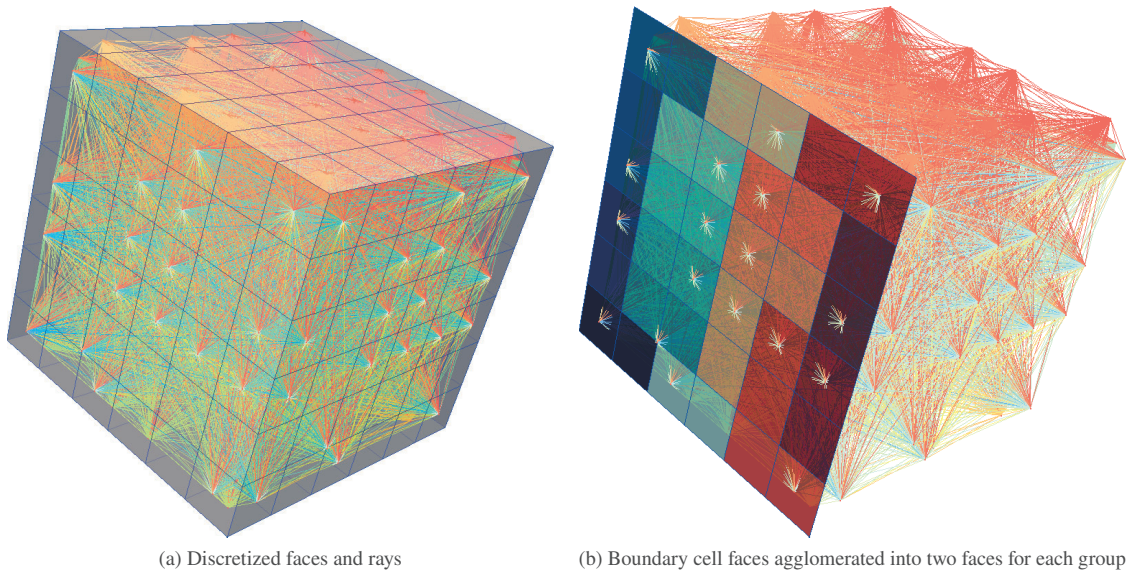 (a) Discretized faces and rays
(b) Boundary cell faces agglomerated into two faces for each group